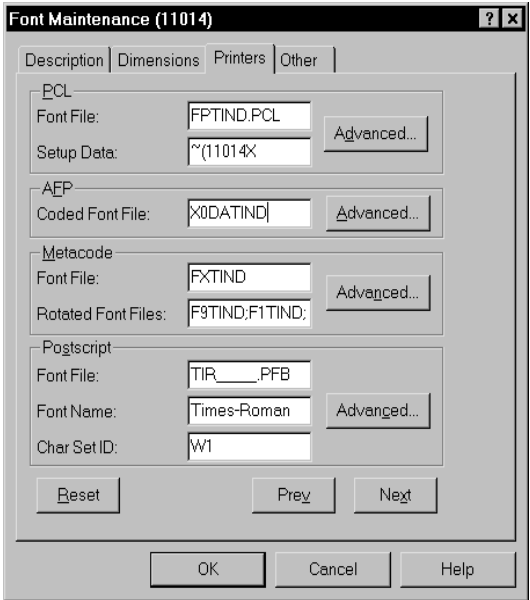 Font Maintenance (11014)
Description Dimensions Printers Other
PCL
Font File: FPTIND.PCL
Advanced...
Setup Data: ~(11014X
AFP
Coded Font File: X0DATIND Advanced...
Metacode
Font File: FXTIND
Advanced...
Rotated Font Files: F9TIND;F1TIND;
Postscript
Font File: TIR_____.PFB
Font Name: Times-Roman Advanced...
Char Set ID: W1
Reset Prev Next
OK Cancel Help